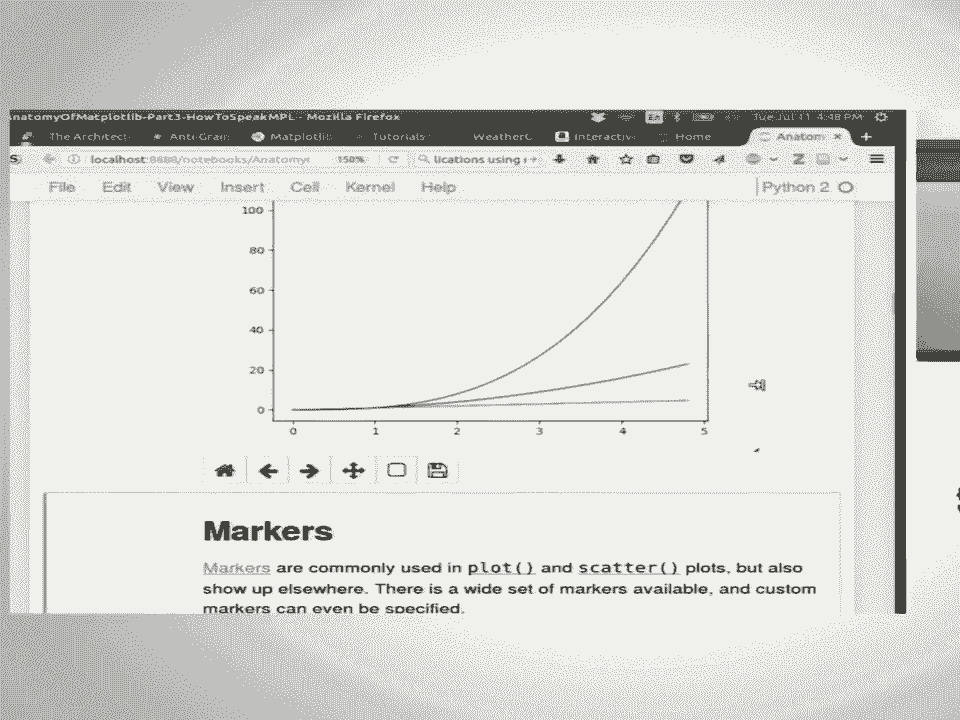 AnatomyOfMatplotlib-Part3-HowToSpeakMPL - Mozilla Firefox
En
Tue Jul 11 4:48 PM
The Architect
Anti-Grain
Matplotlib
Tutorials
WeatherC
Interactiv
Home
Anatom
localhost:8888/notebooks/Anatomy
150%
lications using
File Edit View Insert Cell Kernel Help
Python 2
100
80
60
40
20
0
0 1 2 3 4 5
Markers
Markers are commonly used in plot() and scatter() plots, but also
show up elsewhere. There is a wide set of markers available, and custom
markers can even be specified.